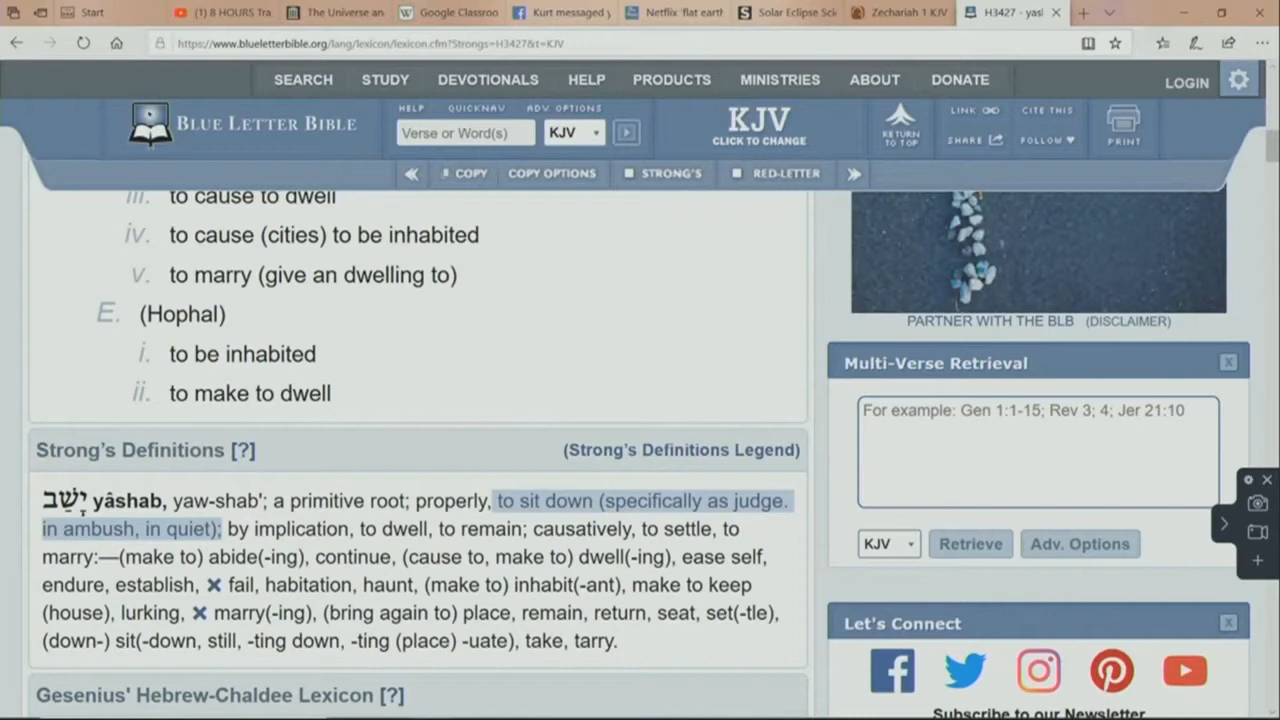 Start
(1) 8 HOURS Tra
The Universe an
Google Classroo
Kurt messaged y
Netflix 'flat earth
Solar Eclipse Sci
Zechariah 1 KJV
H3427 - yasl
https://www.blueletterbible.org/lang/lexicon/lexicon.cfm?Strongs=H3427&t=KJV
SEARCH STUDY DEVOTIONALS HELP PRODUCTS MINISTRIES ABOUT DONATE LOGIN
HELP QUICKNAV ADV. OPTIONS
BLUE LETTER BIBLE
Verse or Word(s)
KJV
KJV
CLICK TO CHANGE
RETURN TO TOP
LINK
CITE THIS
SHARE
FOLLOW
PRINT
COPY COPY OPTIONS STRONG'S RED-LETTER
iii. to cause to dwell
iv. to cause (cities) to be inhabited
v. to marry (give an dwelling to)
E. (Hophal)
i. to be inhabited
ii. to make to dwell
Strong's Definitions [?] (Strong's Definitions Legend)
יָשַׁב yâshab, yaw-shab'; a primitive root; properly, to sit down (specifically as judge.
in ambush, in quiet); by implication, to dwell, to remain; causatively, to settle, to
marry:—(make to) abide(-ing), continue, (cause to, make to) dwell(-ing), ease self,
endure, establish, × fail, habitation, haunt, (make to) inhabit(-ant), make to keep
(house), lurking, × marry(-ing), (bring again to) place, remain, return, seat, set(-tle),
(down-) sit(-down, still, -ting down, -ting (place) -uate), take, tarry.
Gesenius' Hebrew-Chaldee Lexicon [?]
PARTNER WITH THE BLB (DISCLAIMER)
Multi-Verse Retrieval
For example: Gen 1:1-15; Rev 3; 4; Jer 21:10
KJV Retrieve Adv. Options
Let's Connect
Subscribe to our Newsletter